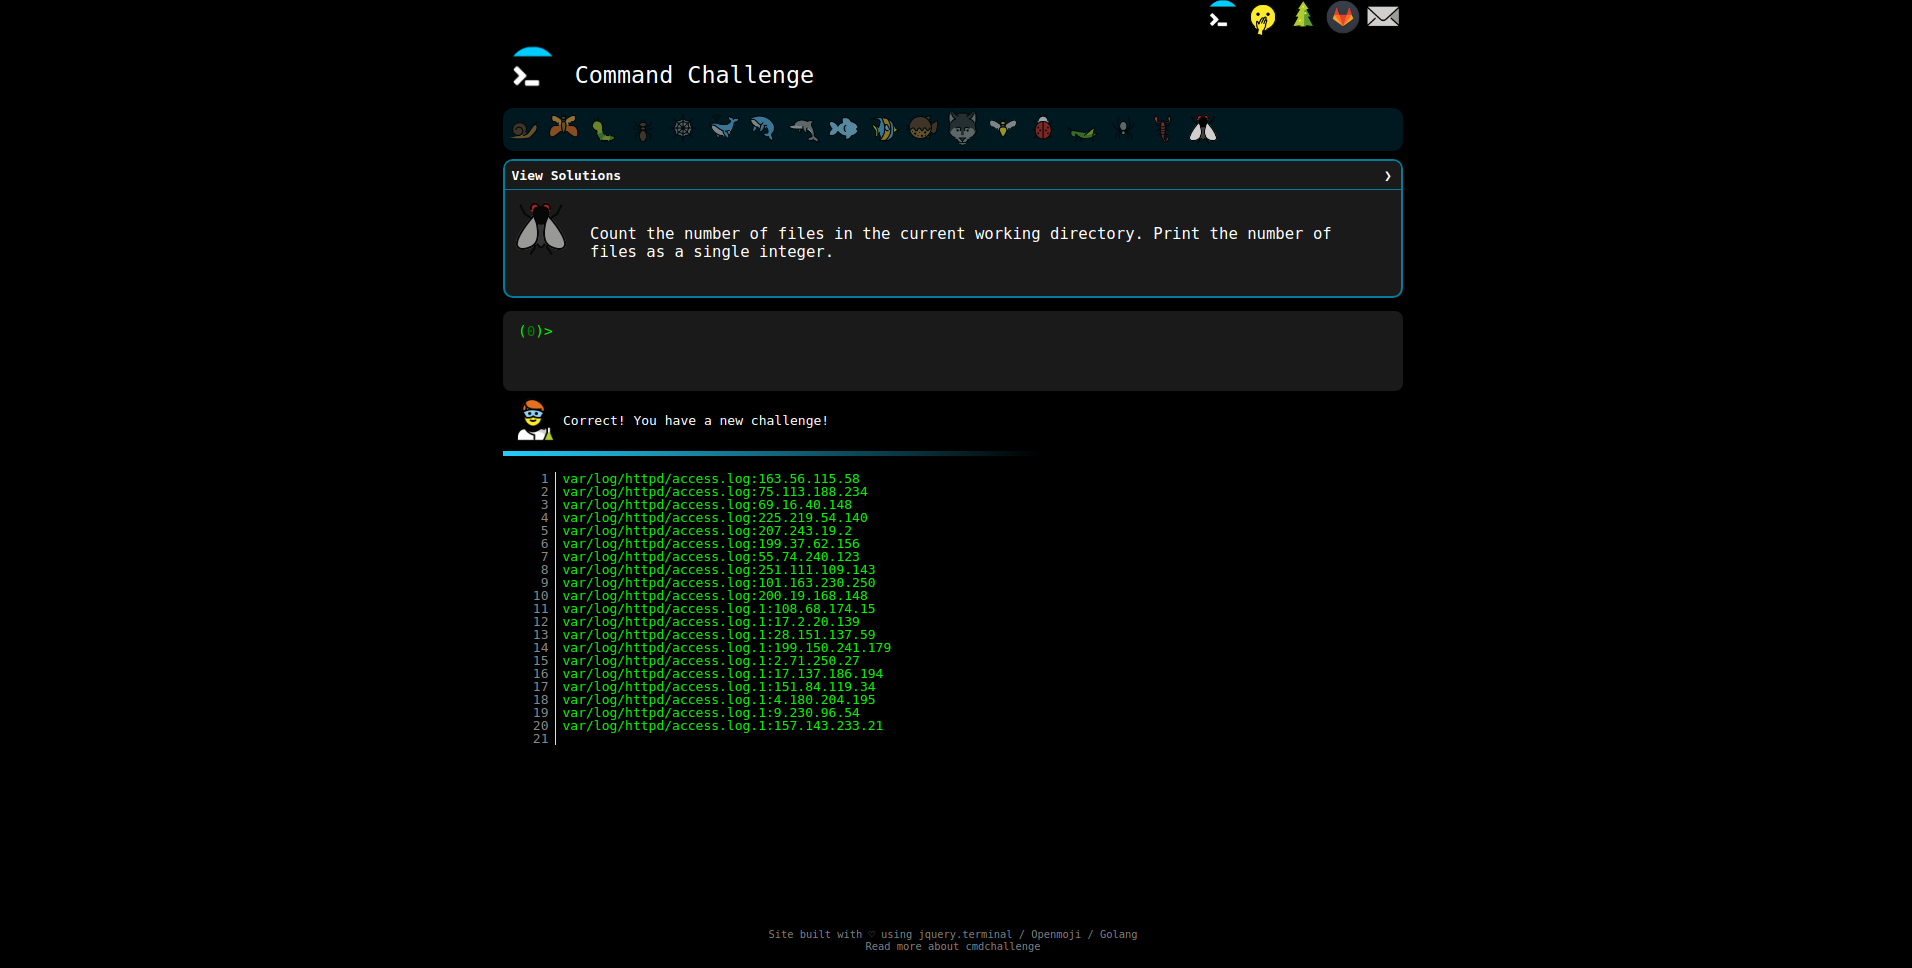 Command Challenge
View Solutions ❯
Count the number of files in the current working directory. Print the number of
files as a single integer.
(0)>
Correct! You have a new challenge!
1 var/log/httpd/access.log:163.56.115.58
2 var/log/httpd/access.log:75.113.188.234
3 var/log/httpd/access.log:69.16.40.148
4 var/log/httpd/access.log:225.219.54.140
5 var/log/httpd/access.log:207.243.19.2
6 var/log/httpd/access.log:199.37.62.156
7 var/log/httpd/access.log:55.74.240.123
8 var/log/httpd/access.log:251.111.109.143
9 var/log/httpd/access.log:101.163.230.250
10 var/log/httpd/access.log:200.19.168.148
11 var/log/httpd/access.log.1:108.68.174.15
12 var/log/httpd/access.log.1:17.2.20.139
13 var/log/httpd/access.log.1:28.151.137.59
14 var/log/httpd/access.log.1:199.150.241.179
15 var/log/httpd/access.log.1:2.71.250.27
16 var/log/httpd/access.log.1:17.137.186.194
17 var/log/httpd/access.log.1:151.84.119.34
18 var/log/httpd/access.log.1:4.180.204.195
19 var/log/httpd/access.log.1:9.230.96.54
20 var/log/httpd/access.log.1:157.143.233.21
21
Site built with ♡ using jquery.terminal / Openmoji / Golang
Read more about cmdchallenge